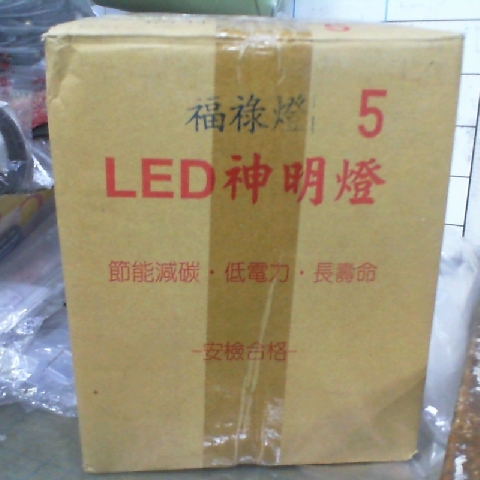 福祿燈 5
LED神明燈
節能減碳・低電力・長壽命
-安檢合格-